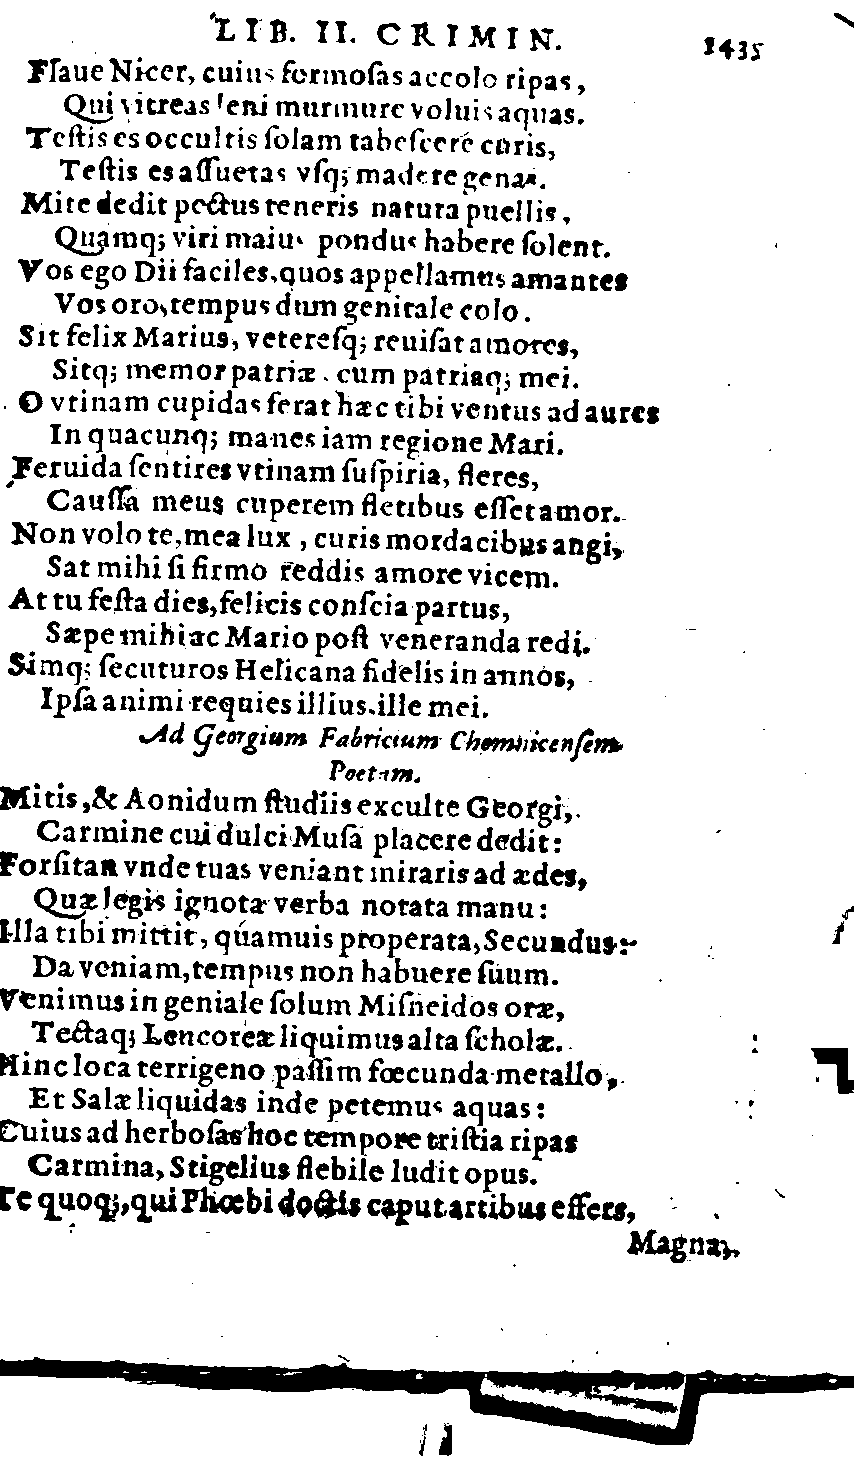 LIB. II. CRIMIN. 1435
Flaue Nicer, cuius formoſas accolo ripas,
Qui vitreas leni murmure voluis aquas.
Teſtis es occultis ſolam tabeſcere curis,
Teſtis es aſſuetas vſq; madere genas.
Mite dedit pectus teneris natura puellis,
Quamq; viri maius pondus habere ſolent.
Vos ego Dii faciles, quos appellamus amantes
Vos oro, tempus dum genitale colo.
Sit felix Marius, vetereſq; reuiſat amores,
Sitq; memor patriæ, cum patriaq; mei.
O vtinam cupidas ferat hæc tibi ventus ad aures
In quacunq; manes iam regione Mari.
Feruida ſentires vtinam ſuſpiria, fleres,
Cauſſa meus cuperem fletibus eſſet amor.
Non volo te, mea lux, curis mordacibus angi,
Sat mihi ſi firmo reddis amore vicem.
At tu feſta dies, felicis conſcia partus,
Sæpe mihi ac Mario poſt veneranda redi.
Simq; ſecuturos Helicana fidelis in annos,
Ipſa animi requies illius, ille mei.
Ad Georgium Fabricium Chemnicenſem
Poetam.
Mitis, & Aonidum ſtudiis exculte Georgi,
Carmine cui dulci Muſa placere dedit:
Forſitan vnde tuas veniant miraris ad ædes,
Quæ legis ignota verba notata manu:
Illa tibi mittit, quamuis properata, Secundus:
Da veniam, tempus non habuere ſuum.
Venimus in geniale ſolum Miſneidos oræ,
Tectaq; Lencoreæ liquimus alta ſcholæ.
Hinc loca terrigeno paſſim fœcunda metallo,
Et Salæ liquidas inde petemus aquas:
Cuius ad herboſas hoc tempore triſtia ripas
Carmina, Stigelius flebile ludit opus.
Te quoq;, qui Phœbi doctis caput artibus effers,
Magna,